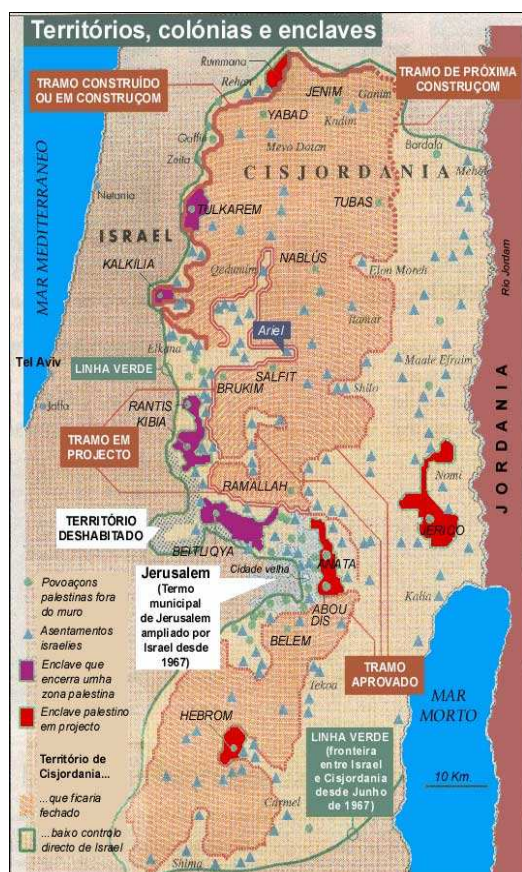 Territórios, colónias e enclaves
Rummana
Rehan
TRAMO CONSTRUÍDO
OU EM CONSTRUÇOM
JENIM
Ganim
TRAMO DE PRÓXIMA
CONSTRUÇOM
YABAD
Kadim
Qaffin
Mevo Dotan
Bardala
Zeita
CISJORDANIA
Mehola
MAR MEDITERRANEO
Netania
TULKAREM
TUBAS
ISRAEL
NABLÚS
KALKILIA
Qedumim
Elon Moreh
Rio Jordam
Ariel
Itamar
Elkana
Tel Aviv
LINHA VERDE
SALFIT
Maale Efraim
BRUKIM
Shilo
Jaffa
RANTIS
KIBIA
TRAMO EM
PROJECTO
JORDANIA
RAMALLAH
Nomi
TERRITÓRIO
DESHABITADO
JERICO
BEITUQYA
ANATA
Jerusalem
(Termo
municipal
de Jerusalem
ampliado por
Israel desde
1967)
Cidade velha
ABOU
DIS
Kalia
BELEM
TRAMO
APROVADO
Tekoa
MAR
MORTO
HEBROM
LINHA VERDE
(fronteira
entre Israel
e Cisjordania
desde Junho
de 1967)
10 Km
Carmel
Shima
Povoaçons
palestinas fora
do muro
Asentamentos
israelies
Enclave que
encerra umha
zona palestina
Enclave palestino
em projecto
Território de
Cisjordania...
...que ficaria
fechado
...baixo controlo
directo de Israel